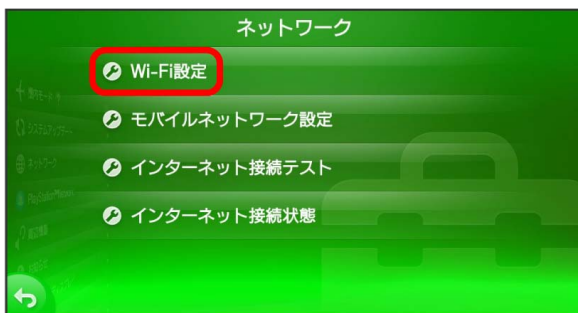 ネットワーク
Wi-Fi設定
モバイルネットワーク設定
インターネット接続テスト
インターネット接続状態